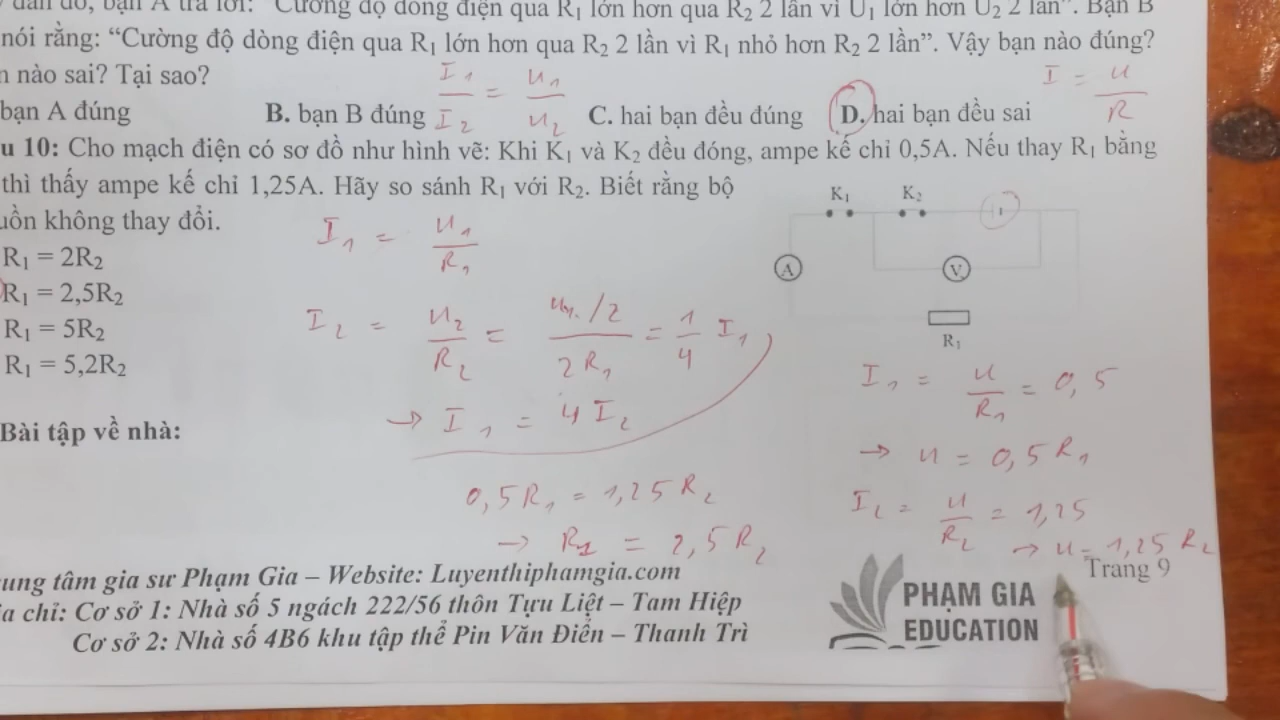 bạn A trả lời: "Cường độ dòng điện qua R₁ lớn hơn qua R₂ 2 lần vì U₁ lớn hơn U₂ 2 lần". Bạn B
nói rằng: "Cường độ dòng điện qua R₁ lớn hơn qua R₂ 2 lần vì R₁ nhỏ hơn R₂ 2 lần". Vậy bạn nào đúng?
nào sai? Tại sao?
I₁/I₂ = U₁/U₂
I = U/R
bạn A đúng B. bạn B đúng C. hai bạn đều đúng D. hai bạn đều sai
u 10: Cho mạch điện có sơ đồ như hình vẽ: Khi K₁ và K₂ đều đóng, ampe kế chỉ 0,5A. Nếu thay R₁ bằng
thì thấy ampe kế chỉ 1,25A. Hãy so sánh R₁ với R₂. Biết rằng bộ
uồn không thay đổi.
R₁ = 2R₂
R₁ = 2,5R₂
R₁ = 5R₂
R₁ = 5,2R₂
K₁ K₂
A V
R₁
I₁ = U₁/R₁
I₂ = U₂/R₂ = U₁/2 / 2R₁ = 1/4 I₁
→ I₁ = 4I₂
I₁ = U/R₁ = 0,5
→ U = 0,5R₁
I₂ = U/R₂ = 1,25
→ U = 1,25R₂
0,5R₁ = 1,25R₂
→ R₁ = 2,5R₂
Bài tập về nhà:
ung tâm gia sư Phạm Gia – Website: Luyenthiphamgia.com
a chỉ: Cơ sở 1: Nhà số 5 ngách 222/56 thôn Tựu Liệt – Tam Hiệp
Cơ sở 2: Nhà số 4B6 khu tập thể Pin Văn Điển – Thanh Trì
Trang 9
PHẠM GIA
EDUCATION